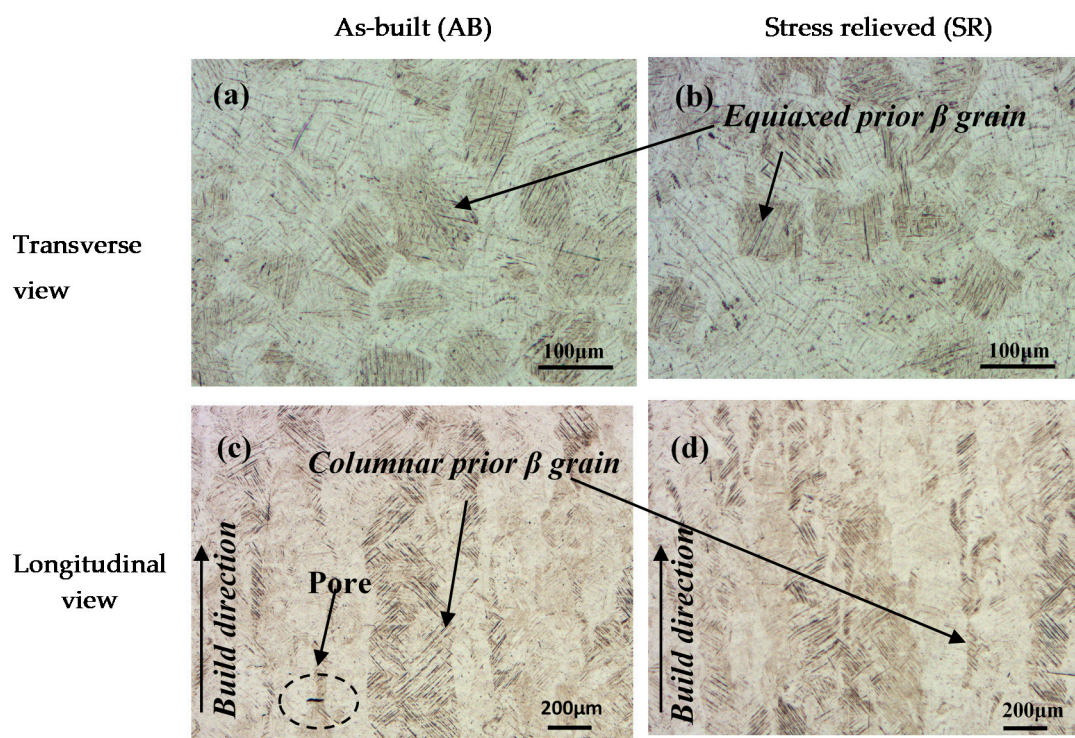 As-built (AB)
Stress relieved (SR)
(a)
(b)
Equiaxed prior β grain
Transverse
view
100μm
100μm
(c)
(d)
Columnar prior β grain
Build direction
Pore
Build direction
Longitudinal
view
200μm
200μm